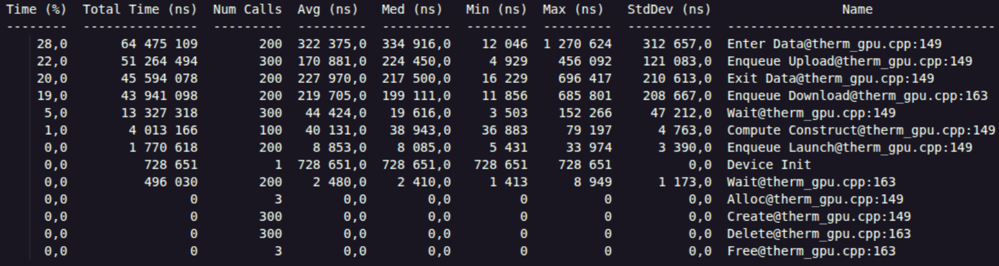 Time (%)  Total Time (ns)  Num Calls  Avg (ns)  Med (ns)  Min (ns)  Max (ns)  StdDev (ns)  Name
--------  ---------------  ---------  ---------  ---------  --------  ---------  -----------  -----------------------------------
28,0  64 475 109  200  322 375,0  334 916,0  12 046  1 270 624  312 657,0  Enter Data@therm_gpu.cpp:149
22,0  51 264 494  300  170 881,0  224 450,0  4 929  456 092  121 083,0  Enqueue Upload@therm_gpu.cpp:149
20,0  45 594 078  200  227 970,0  217 500,0  16 229  696 417  210 613,0  Exit Data@therm_gpu.cpp:149
19,0  43 941 098  200  219 705,0  199 111,0  11 856  685 801  208 667,0  Enqueue Download@therm_gpu.cpp:163
5,0  13 327 318  300  44 424,0  19 616,0  3 503  152 266  47 212,0  Wait@therm_gpu.cpp:149
1,0  4 013 166  100  40 131,0  38 943,0  36 883  79 197  4 763,0  Compute Construct@therm_gpu.cpp:149
0,0  1 770 618  200  8 853,0  8 085,0  5 431  33 974  3 390,0  Enqueue Launch@therm_gpu.cpp:149
0,0  728 651  1  728 651,0  728 651,0  728 651  728 651  0,0  Device Init
0,0  496 030  200  2 480,0  2 410,0  1 413  8 949  1 173,0  Wait@therm_gpu.cpp:163
0,0  0  3  0,0  0,0  0  0  0,0  Alloc@therm_gpu.cpp:149
0,0  0  300  0,0  0,0  0  0  0,0  Create@therm_gpu.cpp:149
0,0  0  300  0,0  0,0  0  0  0,0  Delete@therm_gpu.cpp:163
0,0  0  3  0,0  0,0  0  0  0,0  Free@therm_gpu.cpp:163